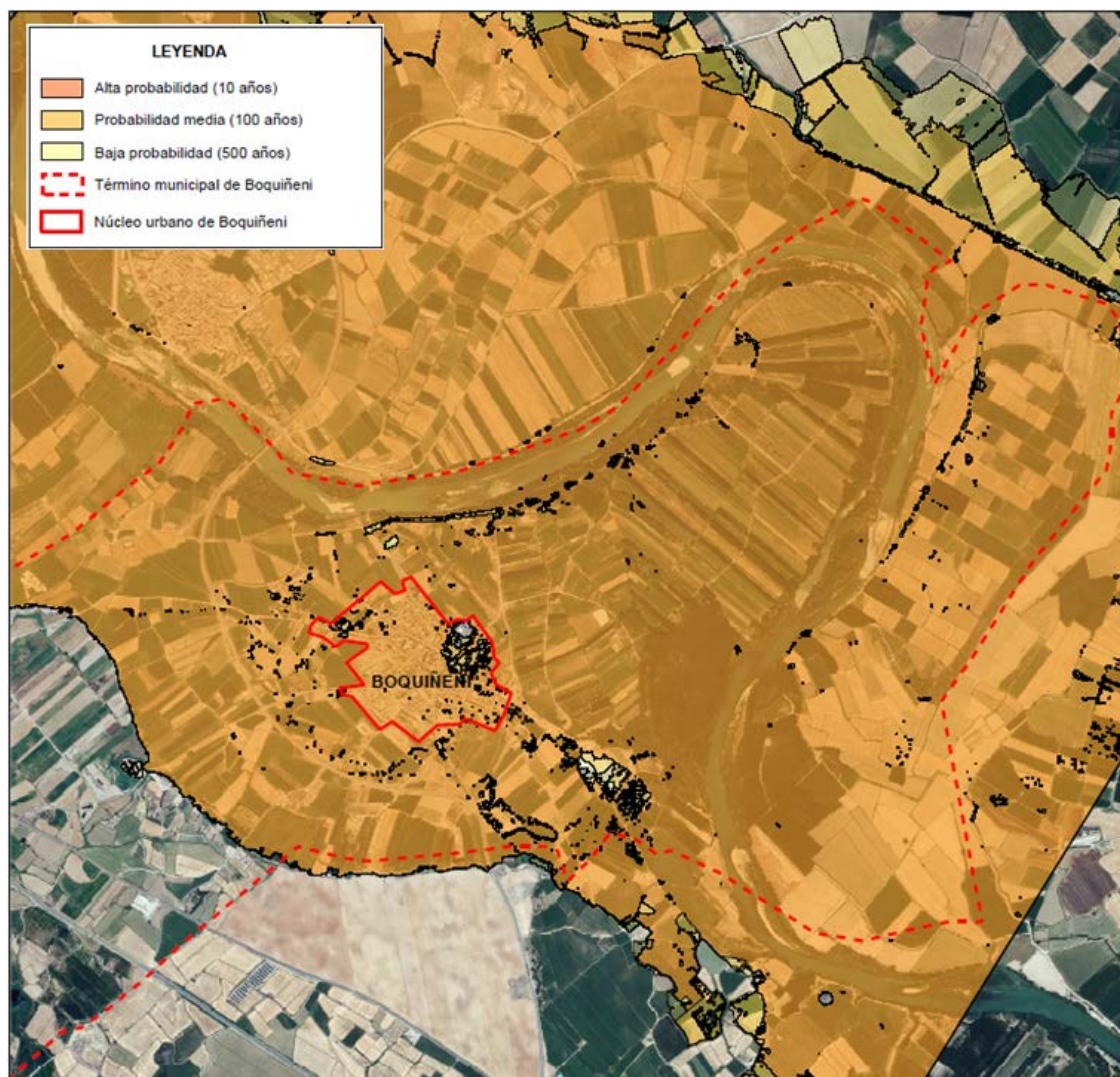 LEYENDA
Alta probabilidad (10 años)
Probabilidad media (100 años)
Baja probabilidad (500 años)
Término municipal de Boquiñeni
Núcleo urbano de Boquiñeni
BOQUIÑENI